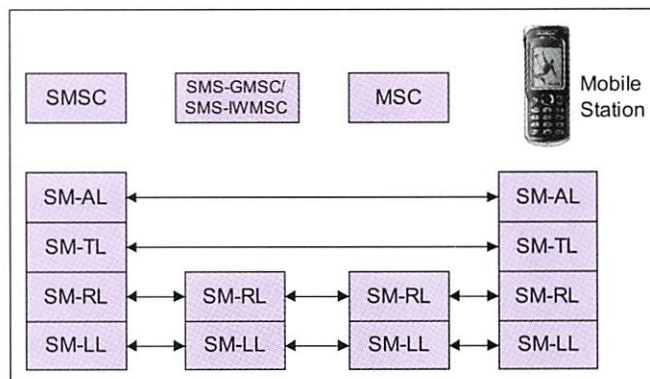 SMSC
SMS-GMSC/
SMS-IWMSC
MSC
Mobile
Station
SM-AL
SM-AL
SM-TL
SM-TL
SM-RL
SM-RL
SM-RL
SM-RL
SM-LL
SM-LL
SM-LL
SM-LL